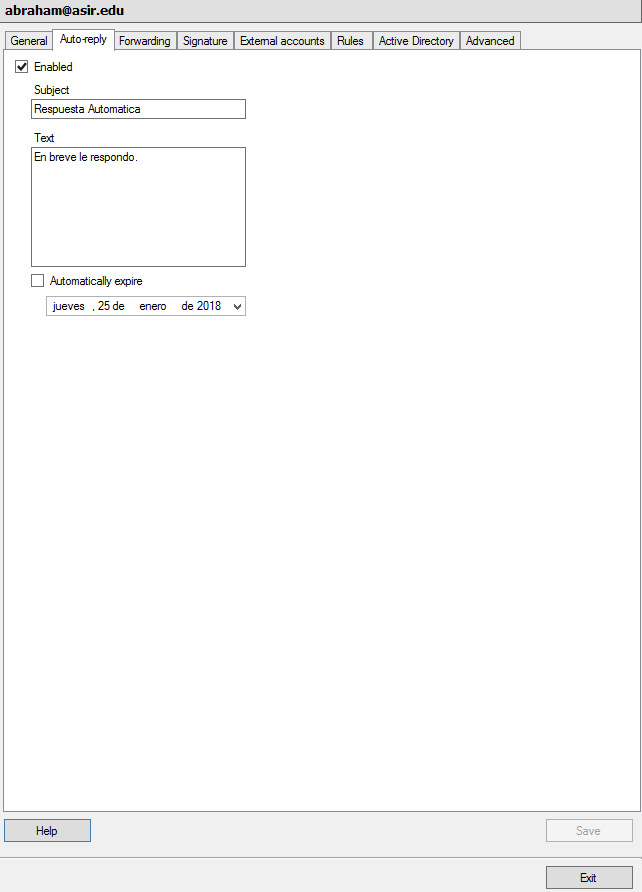 abraham@asir.edu
General Auto-reply Forwarding Signature External accounts Rules Active Directory Advanced
Enabled
Subject
Respuesta Automatica
Text
En breve le respondo.
Automatically expire
jueves , 25 de enero de 2018
Help Save
Exit